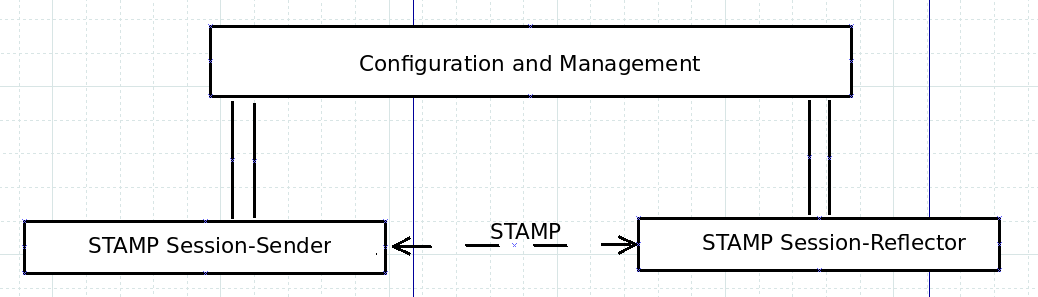 Configuration and Management
STAMP
STAMP Session-Sender
STAMP Session-Reflector